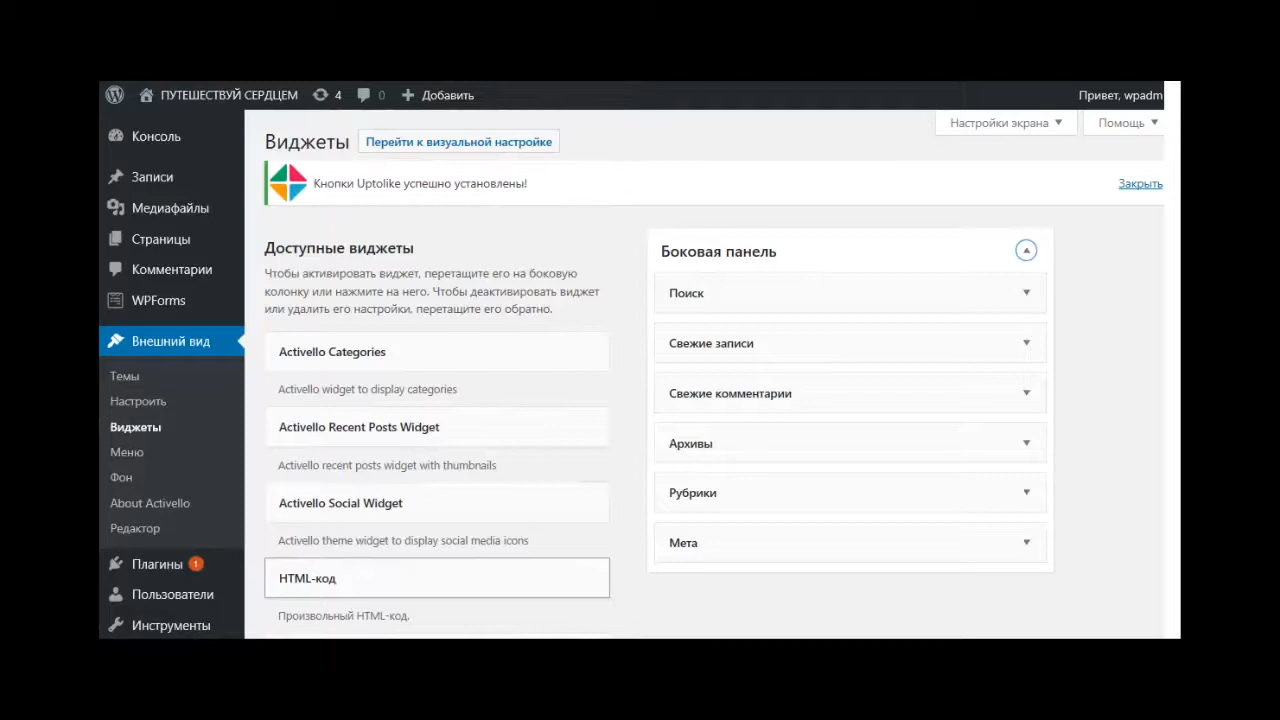 ПУТЕШЕСТВУЙ СЕРДЦЕМ 4 0 Добавить Привет, wpadm
Консоль
Записи
Медиафайлы
Страницы
Комментарии
WPForms
Внешний вид
Темы
Настроить
Виджеты
Меню
Фон
About Activello
Редактор
Плагины 1
Пользователи
Инструменты
Настройки экрана Помощь
Виджеты Перейти к визуальной настройке
Кнопки Uptolike успешно установлены! Закрыть
Доступные виджеты
Чтобы активировать виджет, перетащите его на боковую
колонку или нажмите на него. Чтобы деактивировать виджет
или удалить его настройки, перетащите его обратно.
Activello Categories
Activello widget to display categories
Activello Recent Posts Widget
Activello recent posts widget with thumbnails
Activello Social Widget
Activello theme widget to display social media icons
HTML-код
Произвольный HTML-код.
Боковая панель
Поиск
Свежие записи
Свежие комментарии
Архивы
Рубрики
Мета